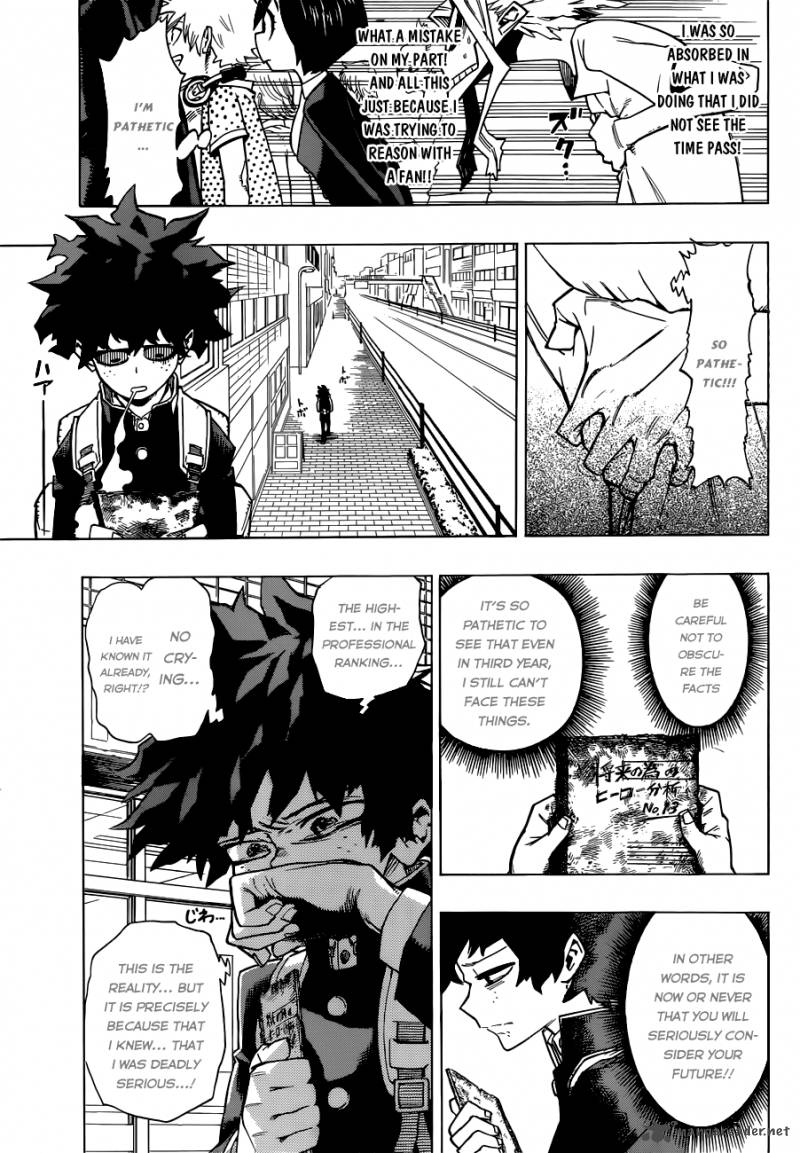 I WAS SO
ABSORBED IN
WHAT I WAS
DOING THAT I DID
NOT SEE THE
TIME PASS!
ズク…
WHAT A MISTAKE
ON MY PART!
AND ALL THIS
JUST BECAUSE I
WAS TRYING TO
REASON WITH
A FAN!!
I'M
PATHETIC
...
SO
PATHE-
TIC!!!
トボ
トボ
ハァ
BE
CAREFUL
NOT TO
OBSCU-
RE THE
FACTS
IT'S SO
PATHETIC TO
SEE THAT EVEN
IN THIRD YEAR,
I STILL CAN'T
FACE THESE
THINGS.
将来の為の
ヒーロー分析
No.13
IN OTHER
WORDS, IT IS
NOW OR NEVER
THAT YOU WILL
SERIOUSLY CON-
SIDER YOUR
FUTURE!!
THE HIGH-
EST... IN THE
PROFESSIONAL
RANKING...
NO
CRY-
ING...
I HAVE
KNOWN IT
ALREADY,
RIGHT!?
じわ…
THIS IS THE
REALITY... BUT
IT IS PRECISELY
BECAUSE THAT I
KNEW... THAT
I WAS DEADLY
SERIOUS...!